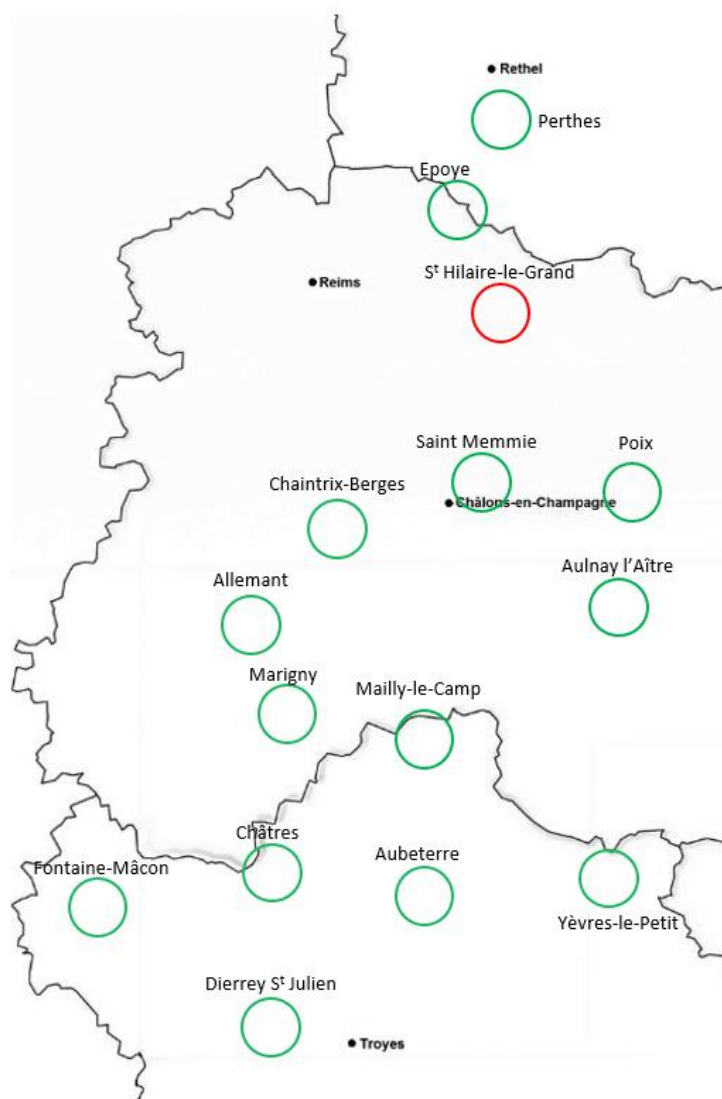 Rethel
Perthes
Epoye
Sᵗ Hilaire-le-Grand
Reims
Saint Memmie
Poix
Chaintrix-Berges
Châlons-en-Champagne
Aulnay l’Aître
Allemant
Marigny
Mailly-le-Camp
Châtres
Aubeterre
Fontaine-Mâcon
Yèvres-le-Petit
Dierrey Sᵗ Julien
Troyes